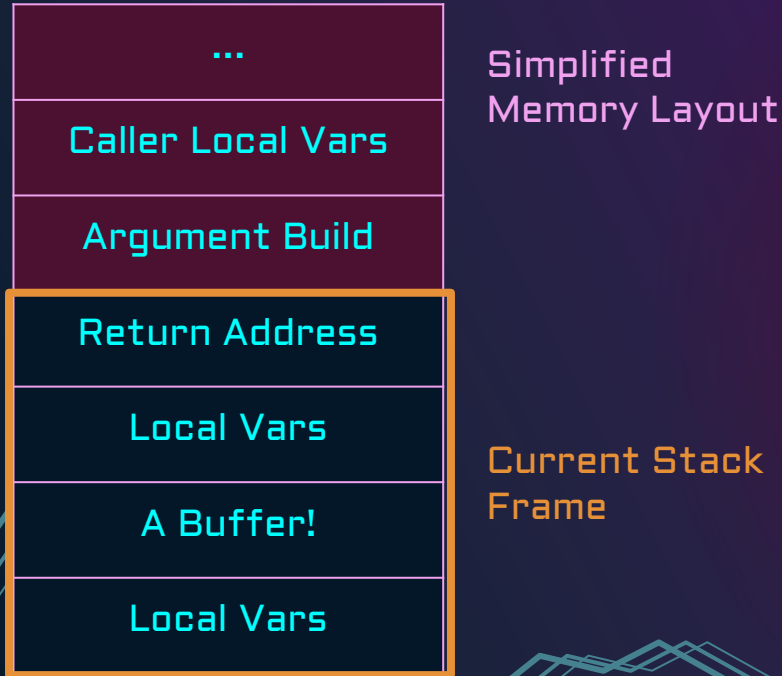 ...
Simplified
Memory Layout
Caller Local Vars
Argument Build
Return Address
Local Vars
Current Stack
Frame
A Buffer!
Local Vars